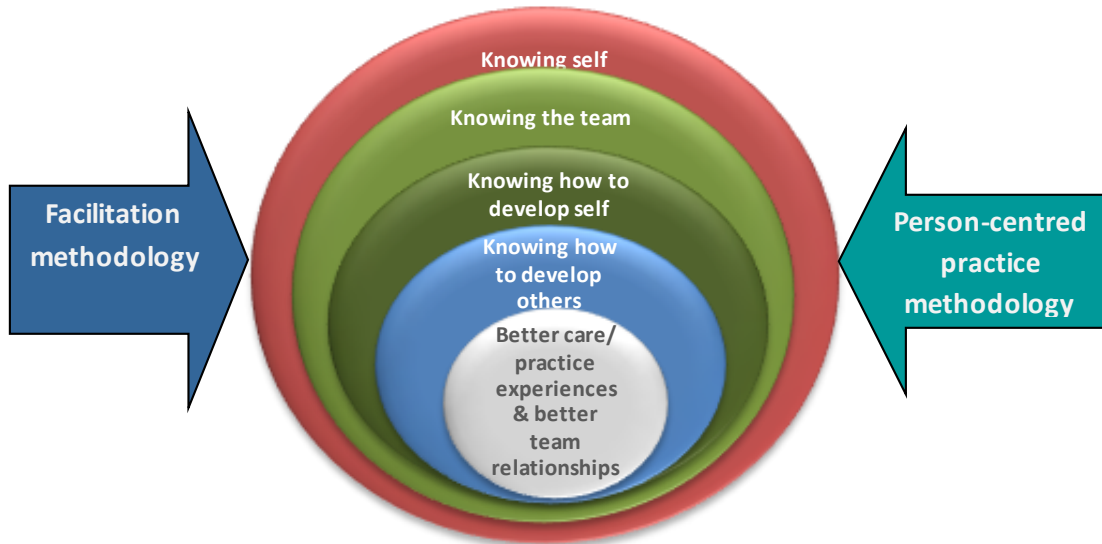 Knowing self
Knowing the team
Knowing how to
develop self
Knowing how
to develop
others
Better care/
practice
experiences
& better
team
relationships
Facilitation
methodology
Person-centred
practice
methodology